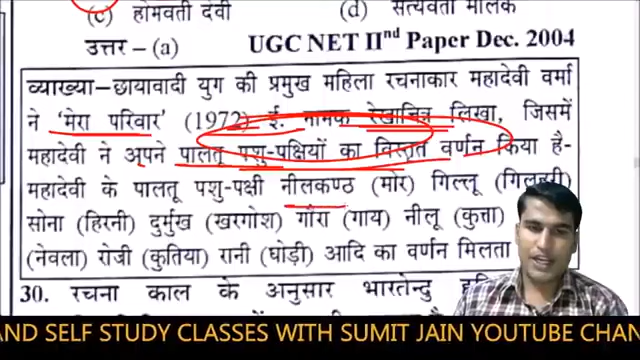 (c) होमवती देवी (d) सत्यवती मलिक
उत्तर –(a) UGC NET IInd Paper Dec. 2004
व्याख्या–छायावादी युग की प्रमुख महिला रचनाकार महादेवी वर्मा
ने ‘मेरा परिवार’ (1972) ई. नामक रेखाचित्र लिखा, जिसमें
महादेवी ने अपने पालतू पशु-पक्षियों का विस्तृत वर्णन किया है-
महादेवी के पालतू पशु-पक्षी नीलकण्ठ (मोर) गिल्लू (गिलहरी)
सोना (हिरनी) दुर्मुख (खरगोश) गौरा (गाय) नीलू (कुत्ता)
(नेवला) रोजी (कुतिया) रानी (घोड़ी) आदि का वर्णन मिलता
30. रचना काल के अनुसार भारतेन्दु
AND SELF STUDY CLASSES WITH SUMIT JAIN YOUTUBE CHAN